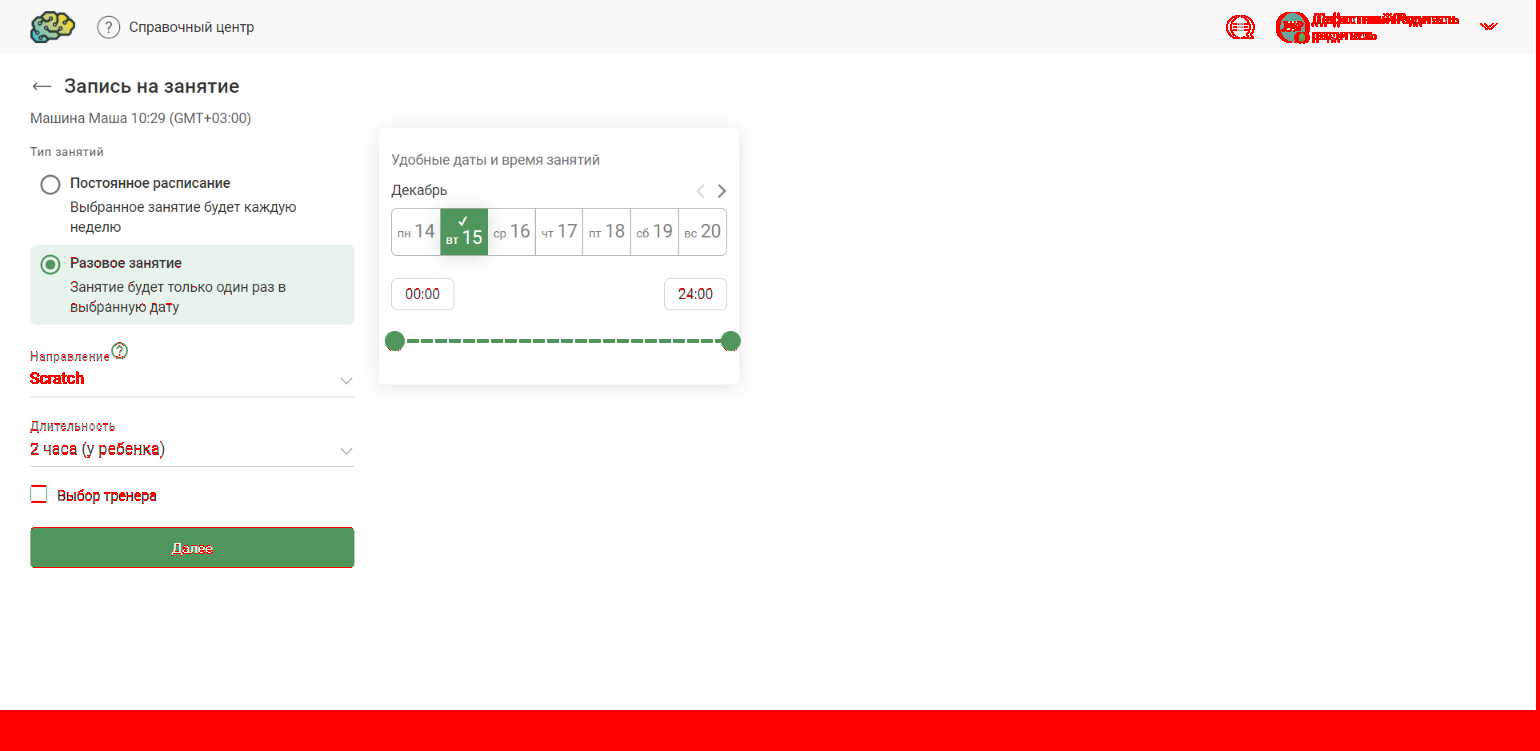 ? Справочный центр
Запись на занятие
Машина Маша 10:29 (GMT+03:00)
Тип занятий
Постоянное расписание
Выбранное занятие будет каждую
неделю
Разовое занятие
Занятие будет только один раз в
выбранную дату
Направление ?
Scratch
Длительность
2 часа (у ребенка)
Выбор тренера
Далее
Удобные даты и время занятий
Декабрь
пн 14 вт 15 ср 16 чт 17 пт 18 сб 19 вс 20
00:00 24:00